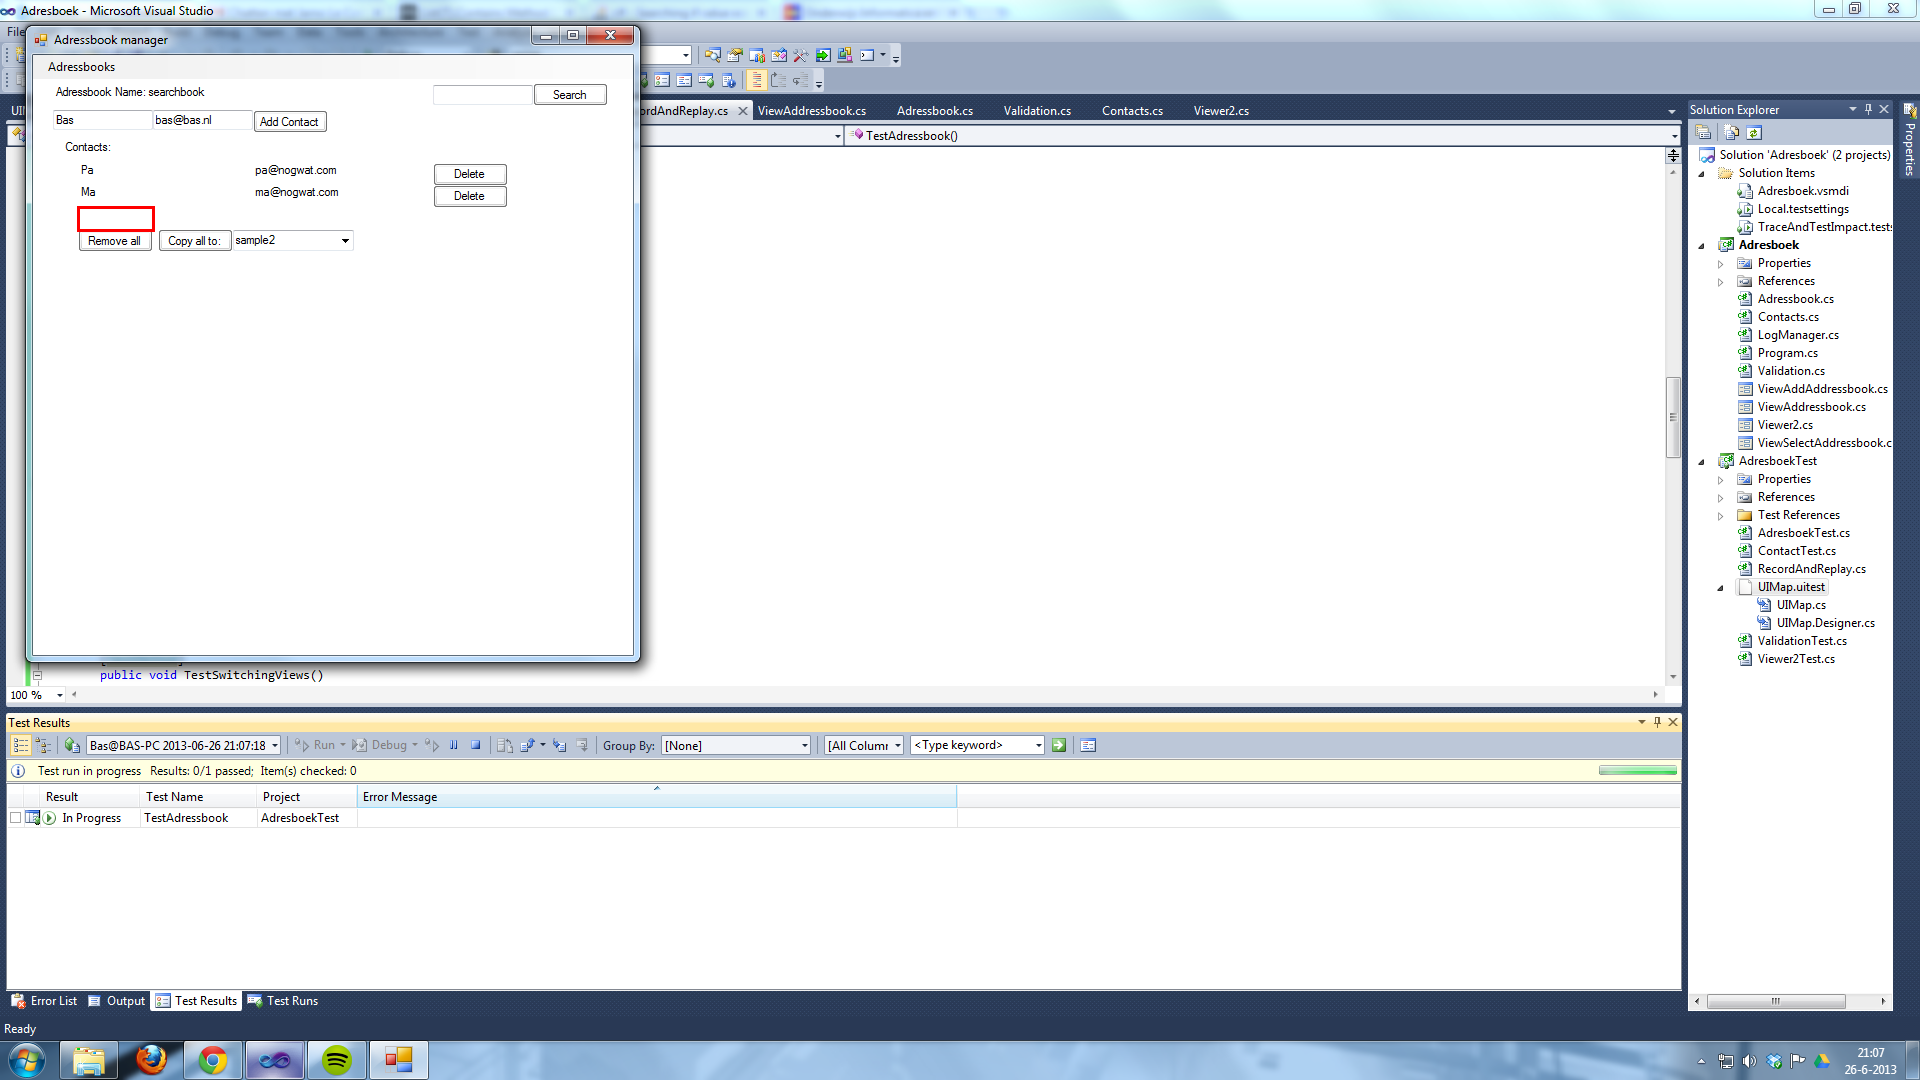 Adresboek - Microsoft Visual Studio
File
Adressbook manager
Adressbooks
Adressbook Name: searchbook
Search
Bas
bas@bas.nl
Add Contact
Contacts:
Pa
pa@nogwat.com
Delete
Ma
ma@nogwat.com
Delete
Remove all
Copy all to:
sample2
UIM
ordAndReplay.cs
ViewAddressbook.cs
Adressbook.cs
Validation.cs
Contacts.cs
Viewer2.cs
TestAdressbook()
public void TestSwitchingViews()
100 %
Solution Explorer
Properties
Solution 'Adresboek' (2 projects)
Solution Items
Adresboek.vsmdi
Local.testsettings
TraceAndTestImpact.tests
Adresboek
Properties
References
Adressbook.cs
Contacts.cs
LogManager.cs
Program.cs
Validation.cs
ViewAddAddressbook.cs
ViewAddressbook.cs
Viewer2.cs
ViewSelectAddressbook.c
AdresboekTest
Properties
References
Test References
AdresboekTest.cs
ContactTest.cs
RecordAndReplay.cs
UIMap.uitest
UIMap.cs
UIMap.Designer.cs
ValidationTest.cs
Viewer2Test.cs
Test Results
Bas@BAS-PC 2013-06-26 21:07:18
Run
Debug
Group By:
[None]
[All Column
<Type keyword>
Test run in progress Results: 0/1 passed; Item(s) checked: 0
Result
Test Name
Project
Error Message
In Progress
TestAdressbook
AdresboekTest
Error List
Output
Test Results
Test Runs
Ready
21:07
26-6-2013